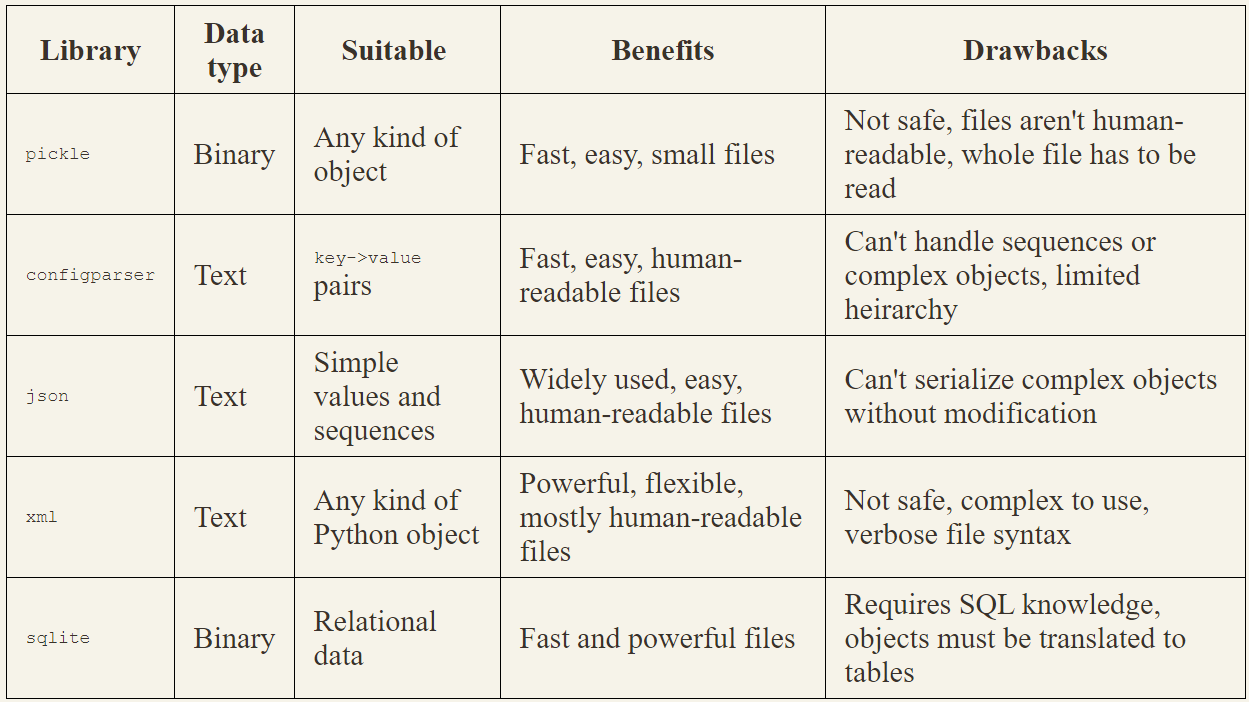 Library
Data
type
Suitable
Benefits
Drawbacks
pickle
Binary
Any kind of
object
Fast, easy, small files
Not safe, files aren't human-
readable, whole file has to be
read
configparser
Text
key->value
pairs
Fast, easy, human-
readable files
Can't handle sequences or
complex objects, limited
heirarchy
json
Text
Simple
values and
sequences
Widely used, easy,
human-readable files
Can't serialize complex objects
without modification
xml
Text
Any kind of
Python object
Powerful, flexible,
mostly human-readable
files
Not safe, complex to use,
verbose file syntax
sqlite
Binary
Relational
data
Fast and powerful files
Requires SQL knowledge,
objects must be translated to
tables